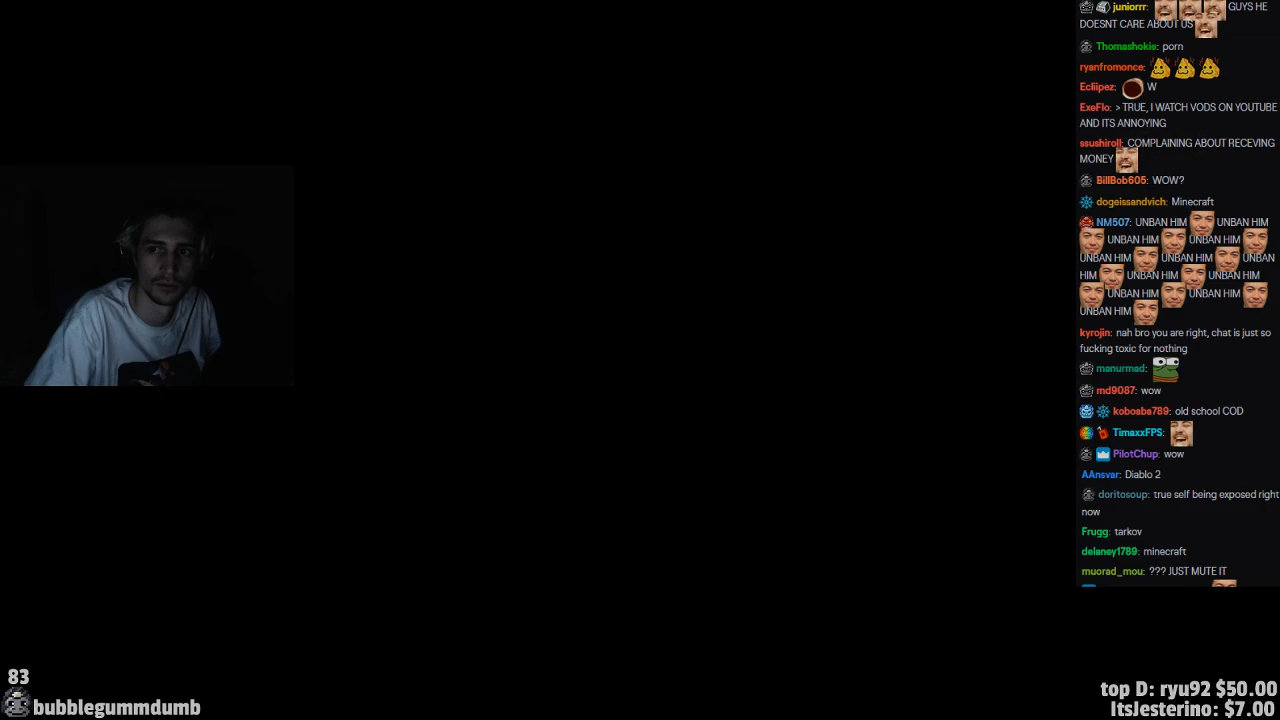 juniorrr: GUYS HE
DOESNT CARE ABOUT US
Thomashokie: porn
ryanfromonce:
Ecliipez: W
ExeFlo: > TRUE, I WATCH VODS ON YOUTUBE
AND ITS ANNOYING
ssushiroll: COMPLAINING ABOUT RECEVING
MONEY
BillBob605: WOW?
dogeissandvich: Minecraft
NM507: UNBAN HIM UNBAN HIM
UNBAN HIM UNBAN HIM
UNBAN HIM UNBAN HIM UNBAN
HIM UNBAN HIM UNBAN HIM
UNBAN HIM UNBAN HIM
UNBAN HIM
kyrojin: nah bro you are right, chat is just so
fucking toxic for nothing
manurmad:
md9087: wow
koboaba789: old school COD
TimaxxFPS:
PilotChup: wow
AAnsvar: Diablo 2
doritosoup: true self being exposed right
now
Frugg: tarkov
delaney1789: minecraft
muorad_mou: ??? JUST MUTE IT
83
bubblegummdumb
top D: ryu92 $50.00
ItsJesterino: $7.00